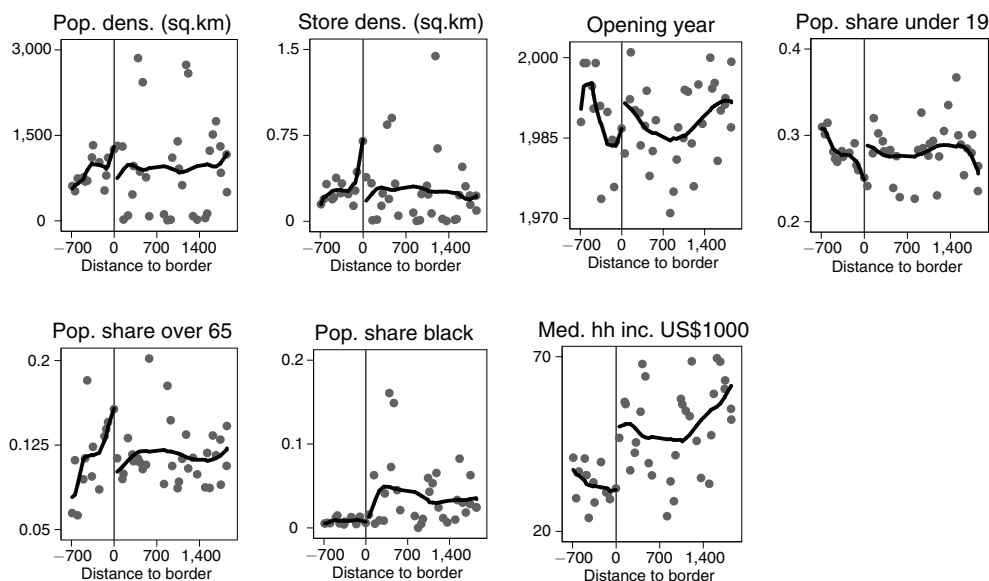 Pop. dens. (sq.km)
3,000
1,500
0
−700 0 700 1,400
Distance to border
Store dens. (sq.km)
1.5
0.75
0
−700 0 700 1,400
Distance to border
Opening year
2,000
1,985
1,970
−700 0 700 1,400
Distance to border
Pop. share under 19
0.4
0.3
0.2
−700 0 700 1,400
Distance to border
Pop. share over 65
0.2
0.125
0.05
−700 0 700 1,400
Distance to border
Pop. share black
0.2
0.1
0
−700 0 700 1,400
Distance to border
Med. hh inc. US$1000
70
20
−700 0 700 1,400
Distance to border